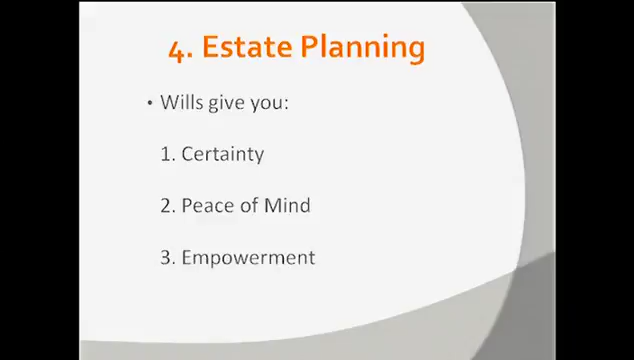 4. Estate Planning
• Wills give you:
1. Certainty
2. Peace of Mind
3. Empowerment